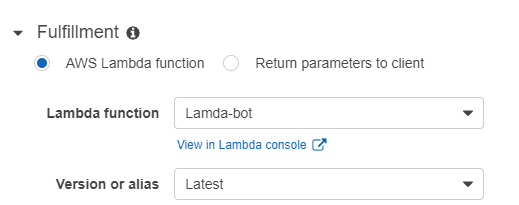 Fulfillment
AWS Lambda function Return parameters to client
Lambda function Lamda-bot
View in Lambda console
Version or alias Latest